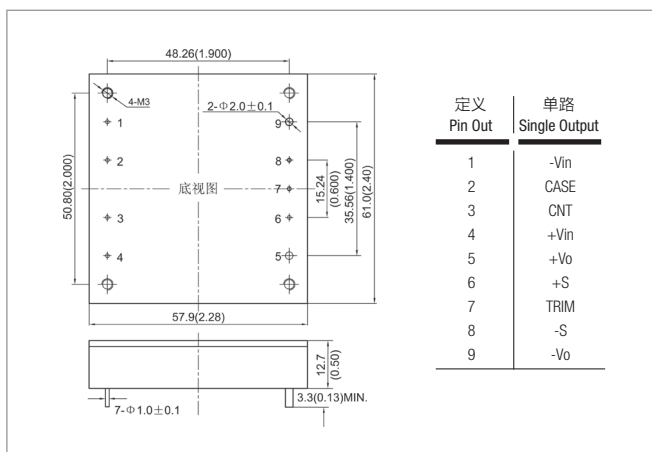 48.26(1.900)
4-M3
2-Φ2.0±0.1
1
9
2
8
50.80(2.000)
底视图
7
15.24
(0.600)
35.56(1.400)
61.0(2.40)
3
6
4
5
57.9(2.28)
12.7
(0.50)
3.3(0.13)MIN.
7-Φ1.0±0.1
定义 单路
Pin Out Single Output
1 -Vin
2 CASE
3 CNT
4 +Vin
5 +Vo
6 +S
7 TRIM
8 -S
9 -Vo